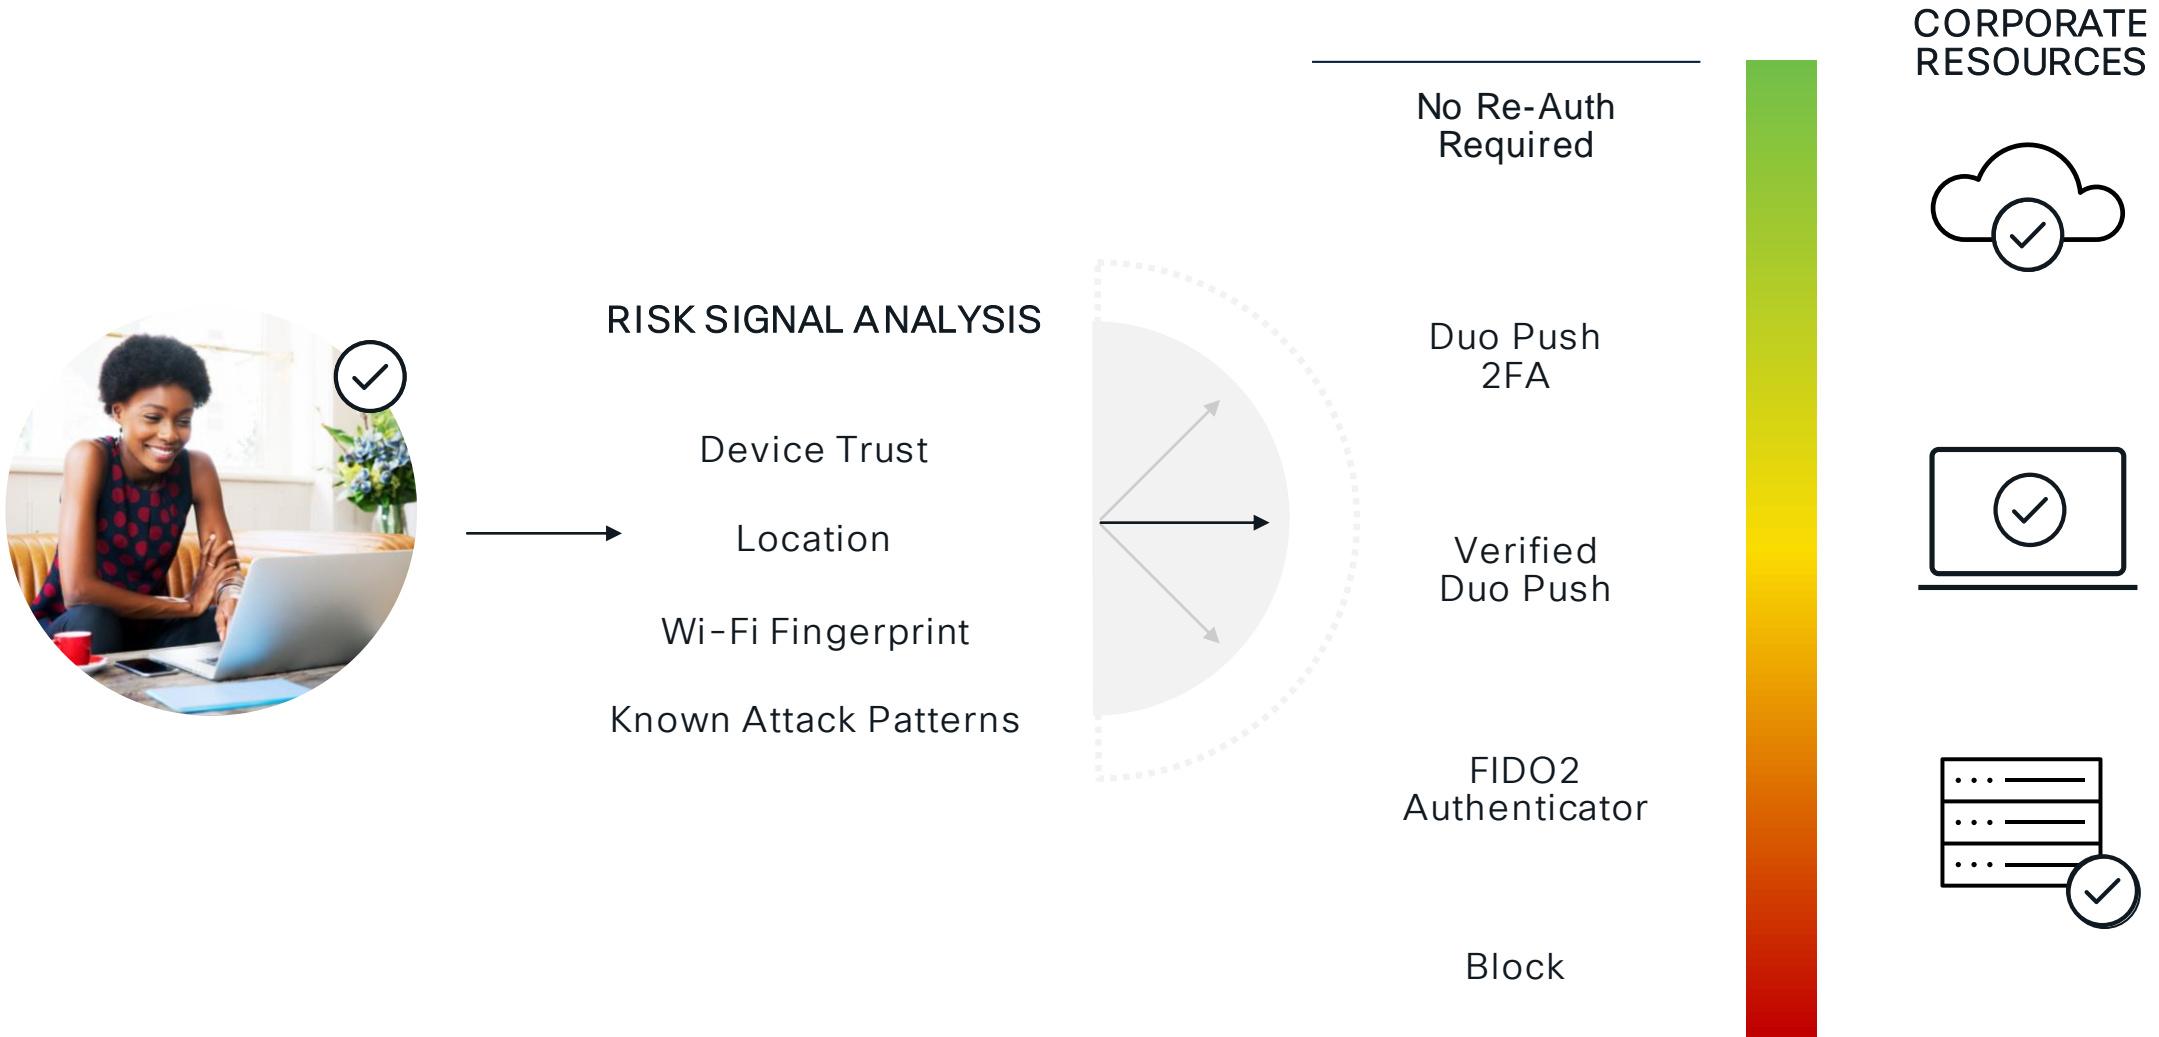 RISK SIGNAL ANALYSIS
Device Trust
Location
Wi-Fi Fingerprint
Known Attack Patterns
No Re-Auth
Required
Duo Push
2FA
Verified
Duo Push
FIDO2
Authenticator
Block
CORPORATE
RESOURCES